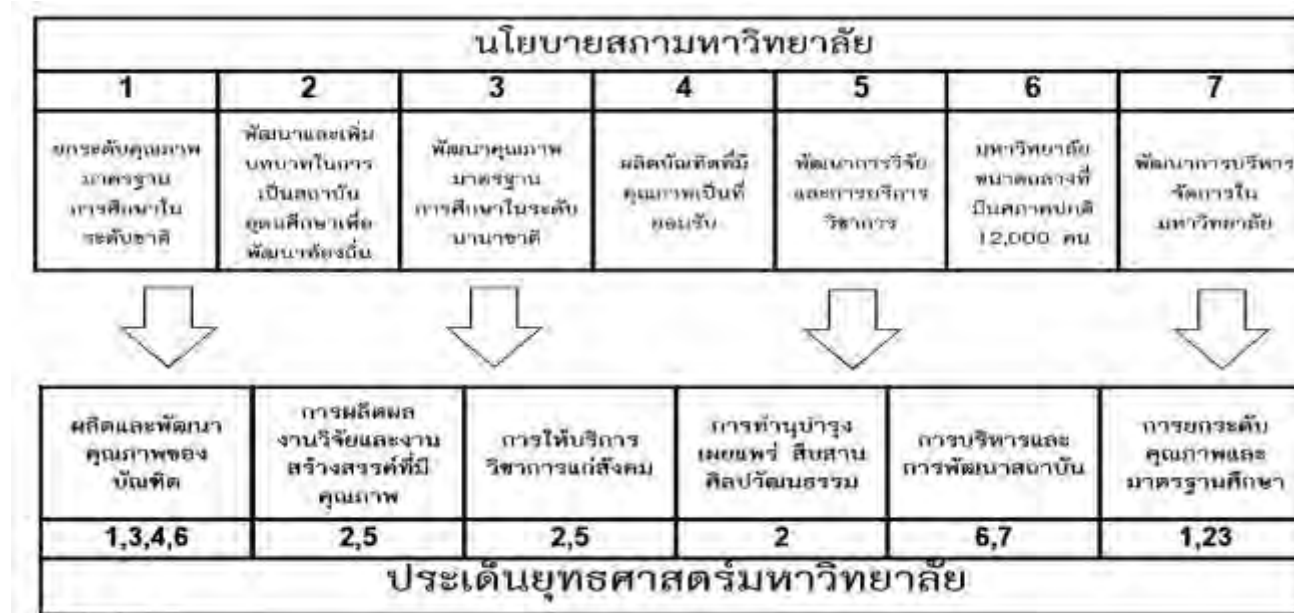 นโยบายสภามหาวิทยาลัย
1 2 3 4 5 6 7
ยกระดับคุณภาพ
มาตรฐาน
การศึกษาใน
ระดับชาติ
พัฒนาและเพิ่ม
บทบาทในการ
เป็นสถาบัน
อุดมศึกษาเพื่อ
พัฒนาท้องถิ่น
พัฒนาคุณภาพ
มาตรฐาน
การศึกษาในระดับ
นานาชาติ
ผลิตบัณฑิตที่มี
คุณภาพเป็นที่
ยอมรับ
พัฒนาการวิจัย
และการบริการ
วิชาการ
มหาวิทยาลัย
ขนาดกลางที่
มีนศภาคปกติ
12,000 คน
พัฒนาการบริหาร
จัดการใน
มหาวิทยาลัย
ผลิตและพัฒนา
คุณภาพของ
บัณฑิต
การผลิตผล
งานวิจัยและงาน
สร้างสรรค์ที่มี
คุณภาพ
การให้บริการ
วิชาการแก่สังคม
การทำนุบำรุง
เผยแพร่ สืบสาน
ศิลปวัฒนธรรม
การบริหารและ
การพัฒนาสถาบัน
การยกระดับ
คุณภาพและ
มาตรฐานศึกษา
1,3,4,6 2,5 2,5 2 6,7 1,23
ประเด็นยุทธศาสตร์มหาวิทยาลัย